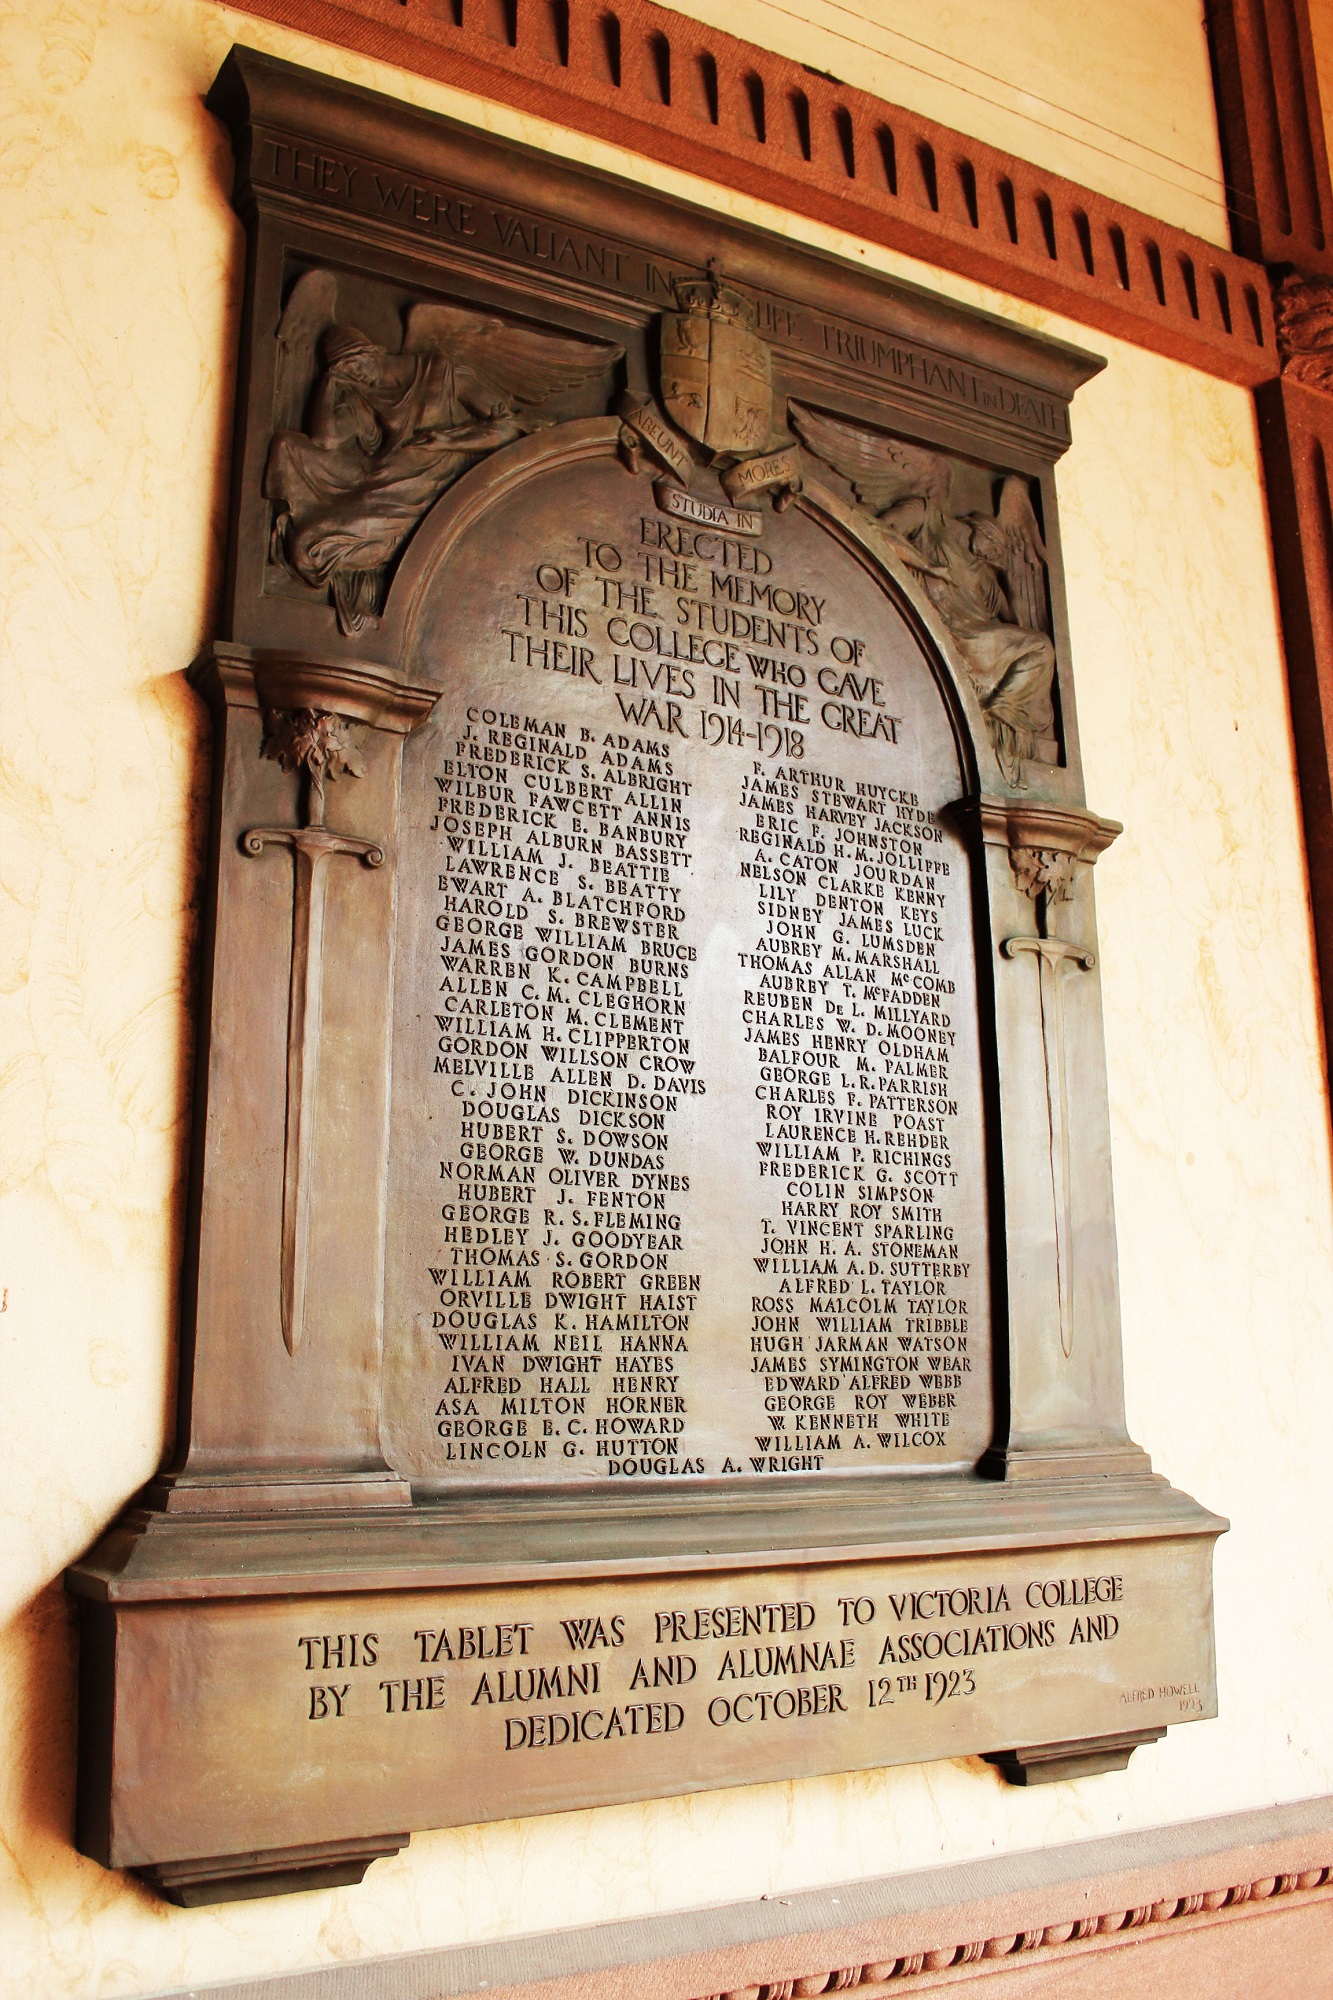 THEY WERE VALIANT IN LIFE TRIUMPHANT IN DEATH
ABEUNT STUDIA IN MORES
ERECTED
TO THE MEMORY
OF THE STUDENTS OF
THIS COLLEGE WHO GAVE
THEIR LIVES IN THE GREAT
WAR 1914-1918
COLEMAN B. ADAMS
J. REGINALD ADAMS
FREDERICK S. ALBRIGHT
ELTON CULBERT ALLIN
WILBUR FAWCETT ANNIS
FREDERICK E. BANBURY
JOSEPH ALBURN BASSETT
WILLIAM J. BEATTIE
LAWRENCE S. BEATTY
EWART A. BLATCHFORD
HAROLD S. BREWSTER
GEORGE WILLIAM BRUCE
JAMES GORDON BURNS
WARREN K. CAMPBELL
ALLEN C. M. CLEGHORN
CARLETON M. CLEMENT
WILLIAM H. CLIPPERTON
GORDON WILLSON CROW
MELVILLE ALLEN D. DAVIS
C. JOHN DICKINSON
DOUGLAS DICKSON
HUBERT S. DOWSON
GEORGE W. DUNDAS
NORMAN OLIVER DYNES
HUBERT J. FENTON
GEORGE R. S. FLEMING
HEDLEY J. GOODYEAR
THOMAS S. GORDON
WILLIAM ROBERT GREEN
ORVILLE DWIGHT HAIST
DOUGLAS K. HAMILTON
WILLIAM NEIL HANNA
IVAN DWIGHT HAYES
ALFRED HALL HENRY
ASA MILTON HORNER
GEORGE E. C. HOWARD
LINCOLN G. HUTTON
F. ARTHUR HUYCKE
JAMES STEWART HYDE
JAMES HARVEY JACKSON
ERIC F. JOHNSTON
REGINALD H. M. JOLLIFFE
A. CATON JOURDAN
NELSON CLARKE KENNY
LILY DENTON KEYS
SIDNEY JAMES LUCK
JOHN G. LUMSDEN
AUBREY M. MARSHALL
THOMAS ALLAN McCOMB
AUBREY T. McFADDEN
REUBEN DE L. MILLYARD
CHARLES W. D. MOONEY
JAMES HENRY OLDHAM
BALFOUR M. PALMER
GEORGE L. R. PARRISH
CHARLES F. PATTERSON
ROY IRVINE POAST
LAURENCE H. REHDER
WILLIAM P. RICHINGS
FREDERICK G. SCOTT
COLIN SIMPSON
HARRY ROY SMITH
T. VINCENT SPARLING
JOHN H. A. STONEMAN
WILLIAM A. D. SUTTERBY
ALFRED L. TAYLOR
ROSS MALCOLM TAYLOR
JOHN WILLIAM TRIBBLE
HUGH JARMAN WATSON
JAMES SYMINGTON WEAR
EDWARD ALFRED WEBB
GEORGE ROY WEBER
W. KENNETH WHITE
WILLIAM A. WILCOX
DOUGLAS A. WRIGHT
THIS TABLET WAS PRESENTED TO VICTORIA COLLEGE
BY THE ALUMNI AND ALUMNAE ASSOCIATIONS AND
DEDICATED OCTOBER 12TH 1923
ALFRED HOWELL
1923